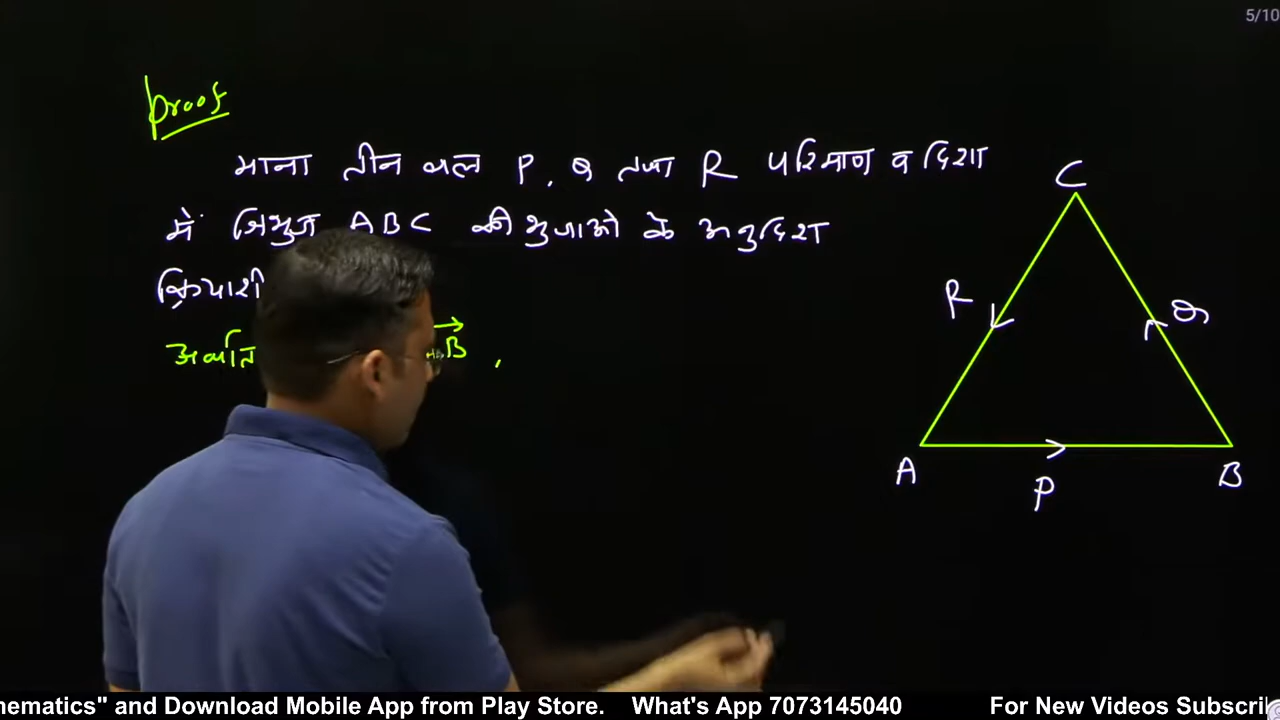 5/10
Proof
माना तीन बल P, Q तथा R परिमाण व दिशा
में त्रिभुज ABC की भुजाओ के अनुदिश
क्रियाशी
अर्थात B ,
C
R
Q
A
B
P
hematics" and Download Mobile App from Play Store. What's App 7073145040 For New Videos Subscri